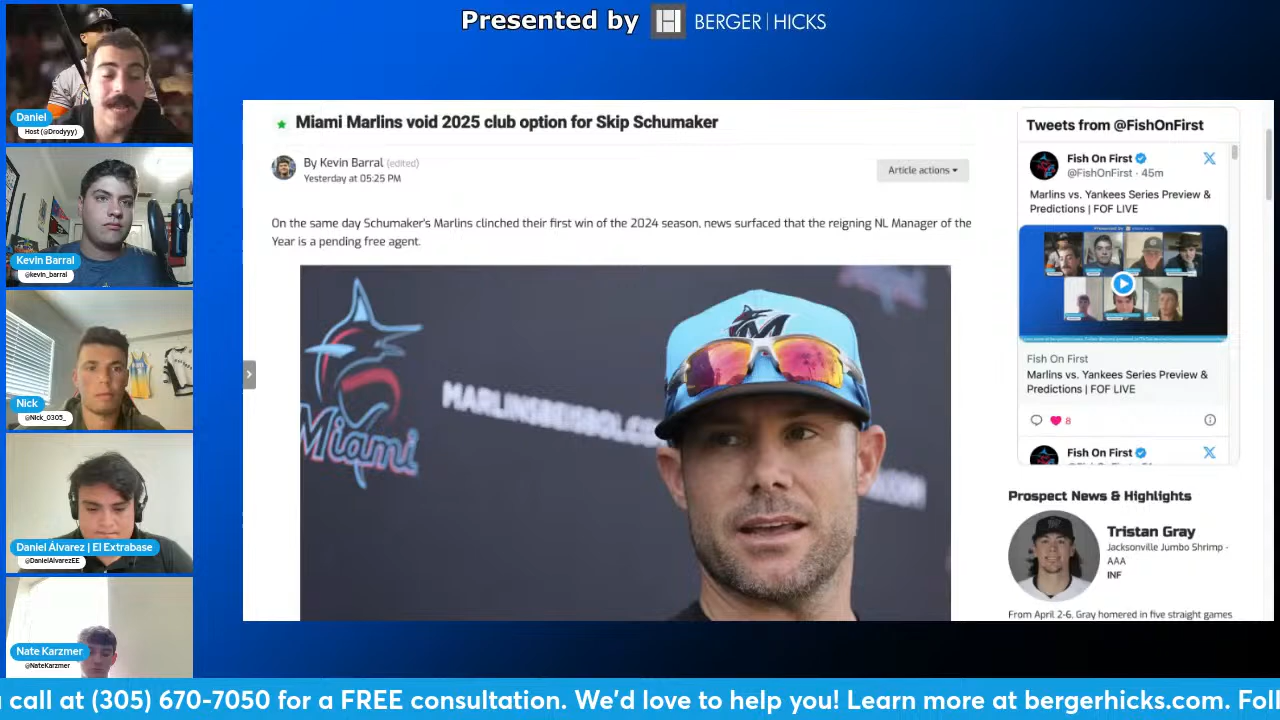 Presented by BERGER | HICKS
Daniel
Host (@Drodyyy)
Kevin Barral
@kevin_barral
Nick
@Nick_0305_
Daniel Álvarez | El Extrabase
@DanielAlvarezEE
Nate Karzmer
@NateKarzmer
Miami Marlins void 2025 club option for Skip Schumaker
By Kevin Barral (edited)
Yesterday at 05:25 PM
Article actions
On the same day Schumaker's Marlins clinched their first win of the 2024 season, news surfaced that the reigning NL Manager of the
Year is a pending free agent.
Miami
MARLINSBEISBOL.CO
M
Tweets from @FishOnFirst
Fish On First
@FishOnFirst · 45m
Marlins vs. Yankees Series Preview &
Predictions | FOF LIVE
Fish On First
Marlins vs. Yankees Series Preview &
Predictions | FOF LIVE
8
Fish On First
Prospect News & Highlights
Tristan Gray
Jacksonville Jumbo Shrimp -
AAA
INF
From April 2-6, Gray homered in five straight games
call at (305) 670-7050 for a FREE consultation. We'd love to help you! Learn more at bergerhicks.com. Fol